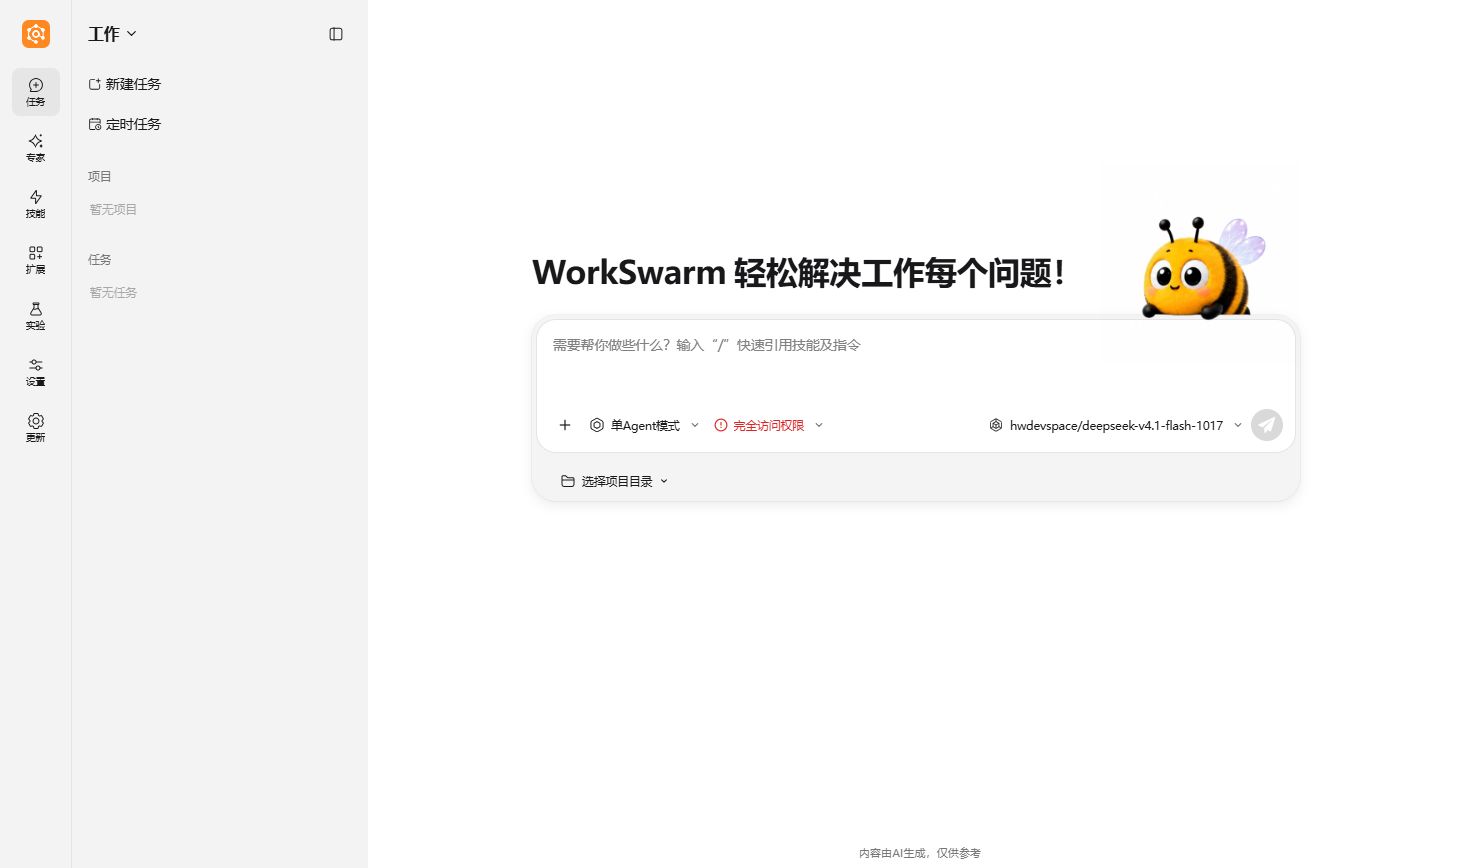 工作
新建任务
定时任务
项目
暂无项目
任务
暂无任务
任务
专家
技能
扩展
实验
设置
更新
WorkSwarm 轻松解决工作每个问题！
需要帮你做些什么？输入“/”快速引用技能及指令
单Agent模式
完全访问权限
hwdevspace/deepseek-v4.1-flash-1017
选择项目目录
内容由AI生成，仅供参考